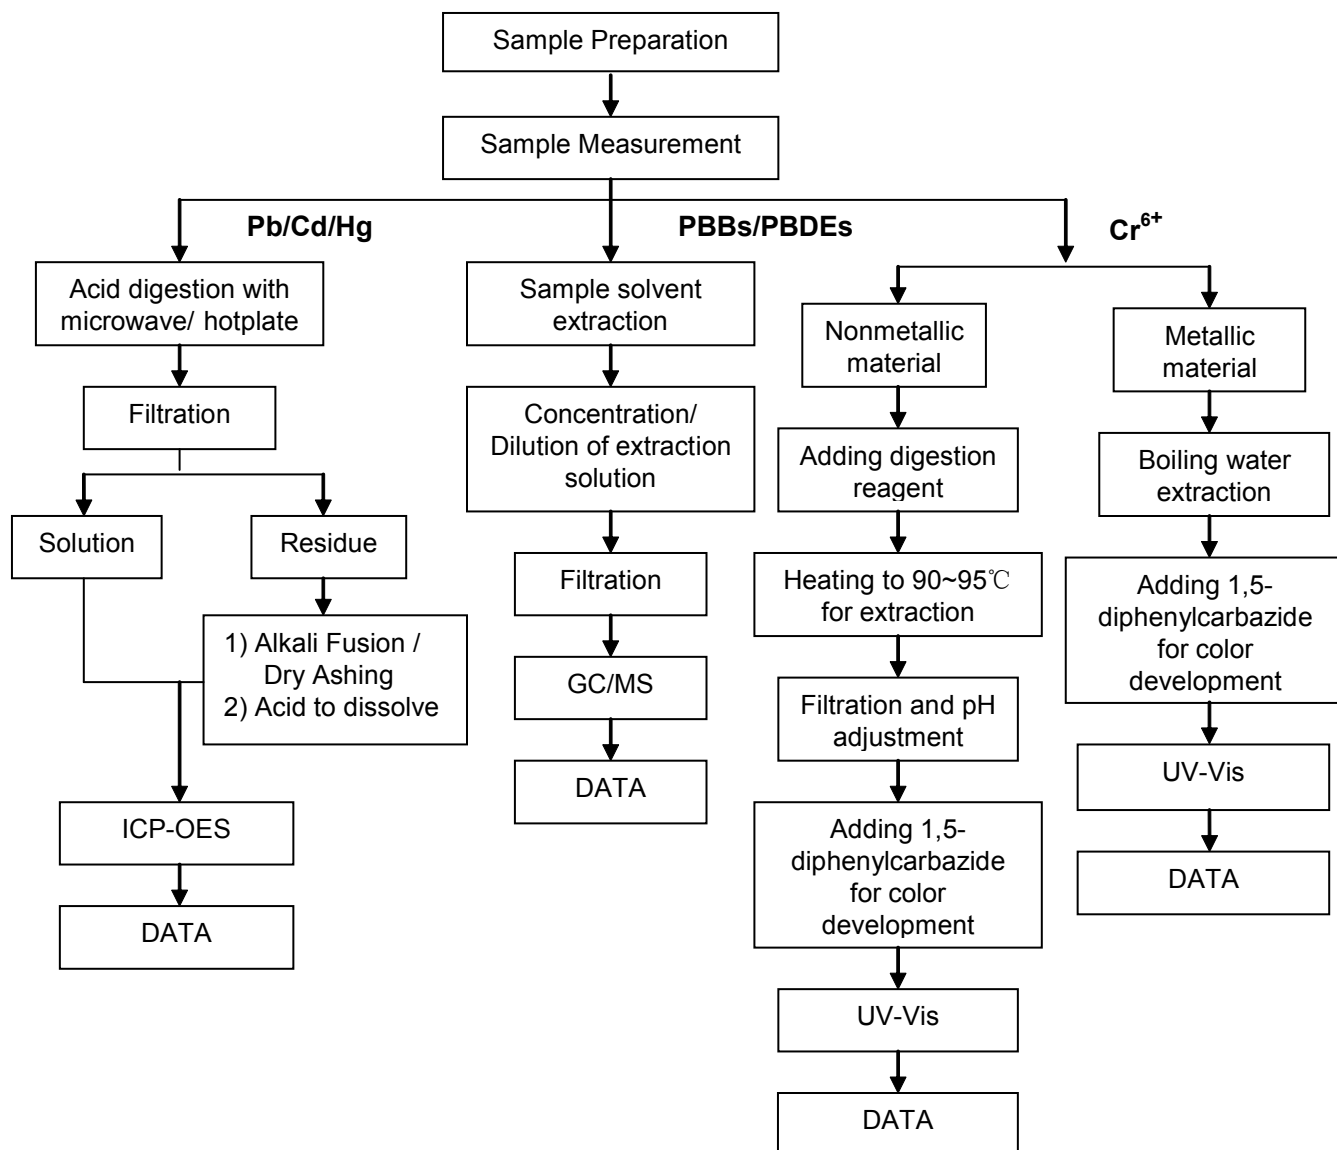 Sample Preparation
Sample Measurement
Pb/Cd/Hg
Acid digestion with
microwave/ hotplate
Filtration
Solution
Residue
1) Alkali Fusion /
Dry Ashing
2) Acid to dissolve
ICP-OES
DATA
PBBs/PBDEs
Sample solvent
extraction
Concentration/
Dilution of extraction
solution
Filtration
GC/MS
DATA
Cr⁶⁺
Nonmetallic
material
Adding digestion
reagent
Heating to 90~95℃
for extraction
Filtration and pH
adjustment
Adding 1,5-
diphenylcarbazide
for color
development
UV-Vis
DATA
Metallic
material
Boiling water
extraction
Adding 1,5-
diphenylcarbazide
for color
development
UV-Vis
DATA